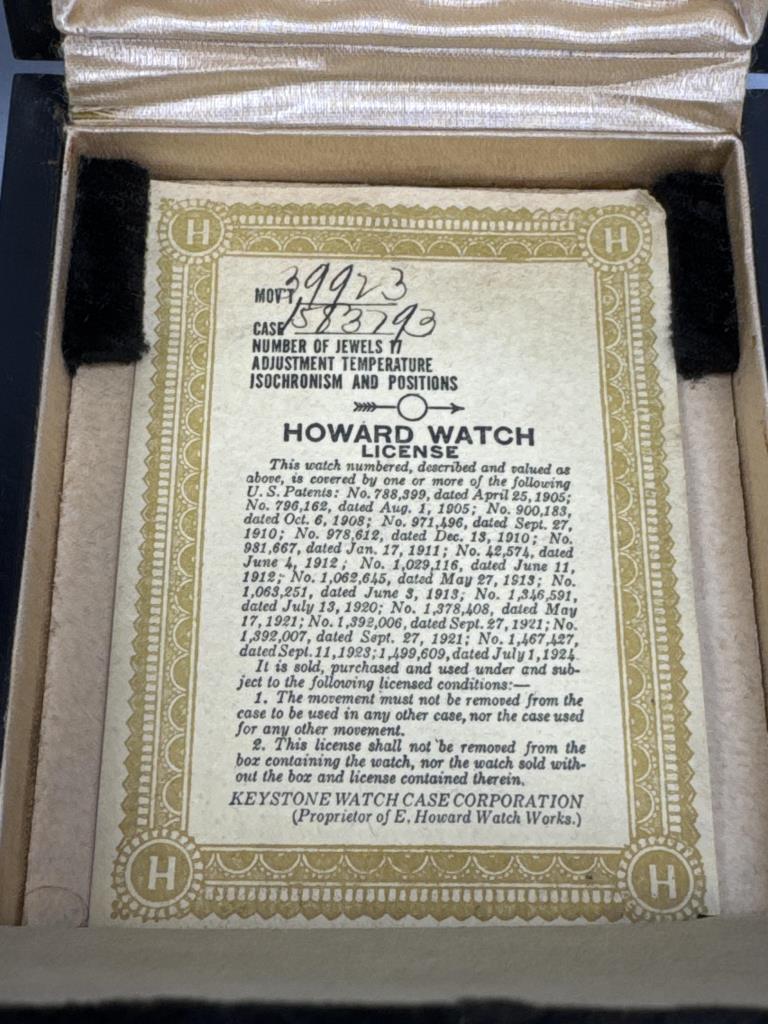 H H
MOV'T 39923
CASE 1583793
NUMBER OF JEWELS 17
ADJUSTMENT TEMPERATURE
ISOCHRONISM AND POSITIONS
HOWARD WATCH
LICENSE
This watch numbered, described and valued as
above, is covered by one or more of the following
U. S. Patents: No. 788,399, dated April 25, 1905;
No. 796,162, dated Aug. 1, 1905; No. 900,183,
dated Oct. 6, 1908; No. 971,496, dated Sept. 27,
1910; No. 978,612, dated Dec. 13, 1910; No.
981,667, dated Jan. 17, 1911; No. 42,574, dated
June 4, 1912; No. 1,029,116, dated June 11,
1912; No. 1,062,645, dated May 27, 1913; No.
1,063,251, dated June 3, 1913; No. 1,346,591,
dated July 13, 1920; No. 1,378,408, dated May
17, 1921; No. 1,392,006, dated Sept. 27, 1921; No.
1,392,007, dated Sept. 27, 1921; No. 1,467,427,
dated Sept. 11, 1923; 1,499,609, dated July 1, 1924
It is sold, purchased and used under and sub-
ject to the following licensed conditions:—
1. The movement must not be removed from the
case to be used in any other case, nor the case used
for any other movement.
2. This license shall not be removed from the
box containing the watch, nor the watch sold with-
out the box and license contained therein.
KEYSTONE WATCH CASE CORPORATION
(Proprietor of E. Howard Watch Works.)
H H